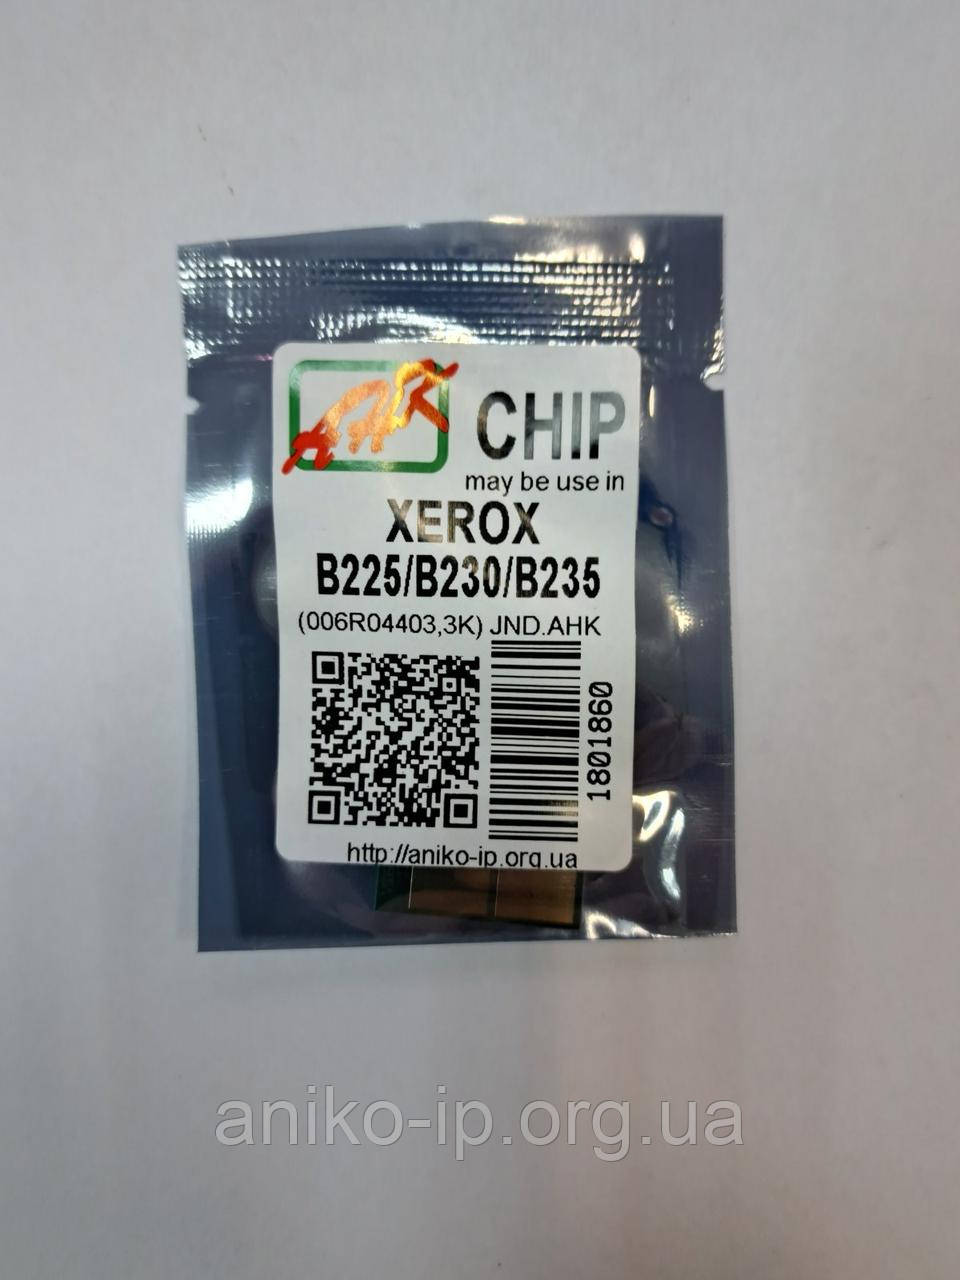 AHK
CHIP
may be use in
XEROX
B225/B230/B235
(006R04403,3K) JND.AHK
1801860
http://aniko-ip.org.ua
aniko-ip.org.ua